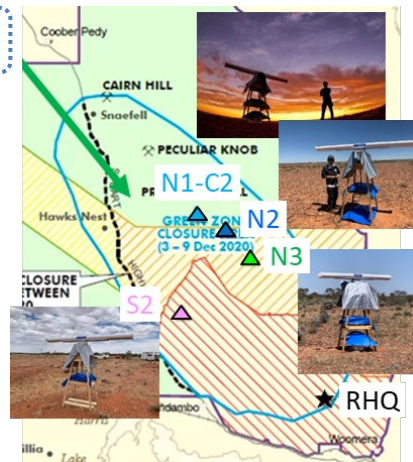 Coober Pedy
CAIRN HILL
Snaefell
PECULIAR KNOB
N1-C2
GREEN ZONE
CLOSURE
(3 – 9 Dec 2020)
N2
Hawks Nest
N3
CLOSURE
S2
RHQ
Harris
Woomera
Lake